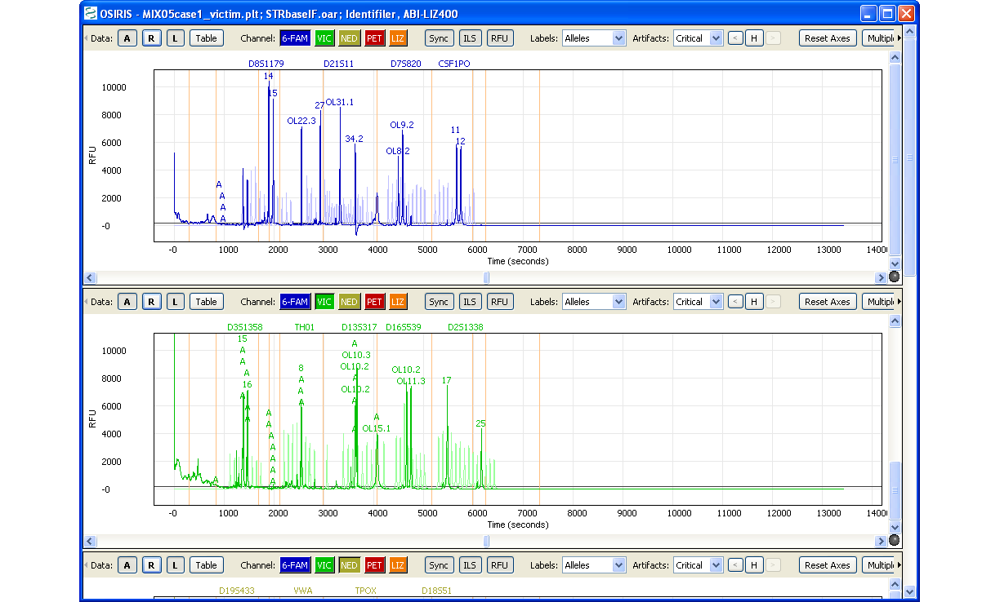 OSIRIS - MIX05case1_victim.plt; STRbaseIF.oar; Identifiler, ABI-LIZ400
Data: A R L Table Channel: 6-FAM VIC NED PET LIZ Sync ILS RFU Labels: Alleles Artifacts: Critical < H > Reset Axes Multipl
D8S1179 D21S11 D7S820 CSF1PO
14
10000
15
OL31.1
27
8000
OL22.3
OL9.2
11
34.2
12
6000
OL8.2
RFU
4000
A
2000
A
A
-0
-0 1000 2000 3000 4000 5000 6000 7000 8000 9000 10000 11000 12000 13000 1400
Time (seconds)
Data: A R L Table Channel: 6-FAM VIC NED PET LIZ Sync ILS RFU Labels: Alleles Artifacts: Critical < H > Reset Axes Multipl
D3S1358 TH01 D13S317 D16S539 D2S1338
15
A
10000
A
OL10.3
A
8
OL10.2
OL10.2
A
A
8000
A
OL11.3
17
16
A
OL10.2
A
6000
A
A
A
A
A
RFU
A
25
A
OL15.1
4000
A
A
2000
A
A
A
-0
-0 1000 2000 3000 4000 5000 6000 7000 8000 9000 10000 11000 12000 13000 1400
Time (seconds)
Data: A R L Table Channel: 6-FAM VIC NED PET LIZ Sync ILS RFU Labels: Alleles Artifacts: Critical < H > Reset Axes Multipl
D19S433 VWA TPOX D18S51